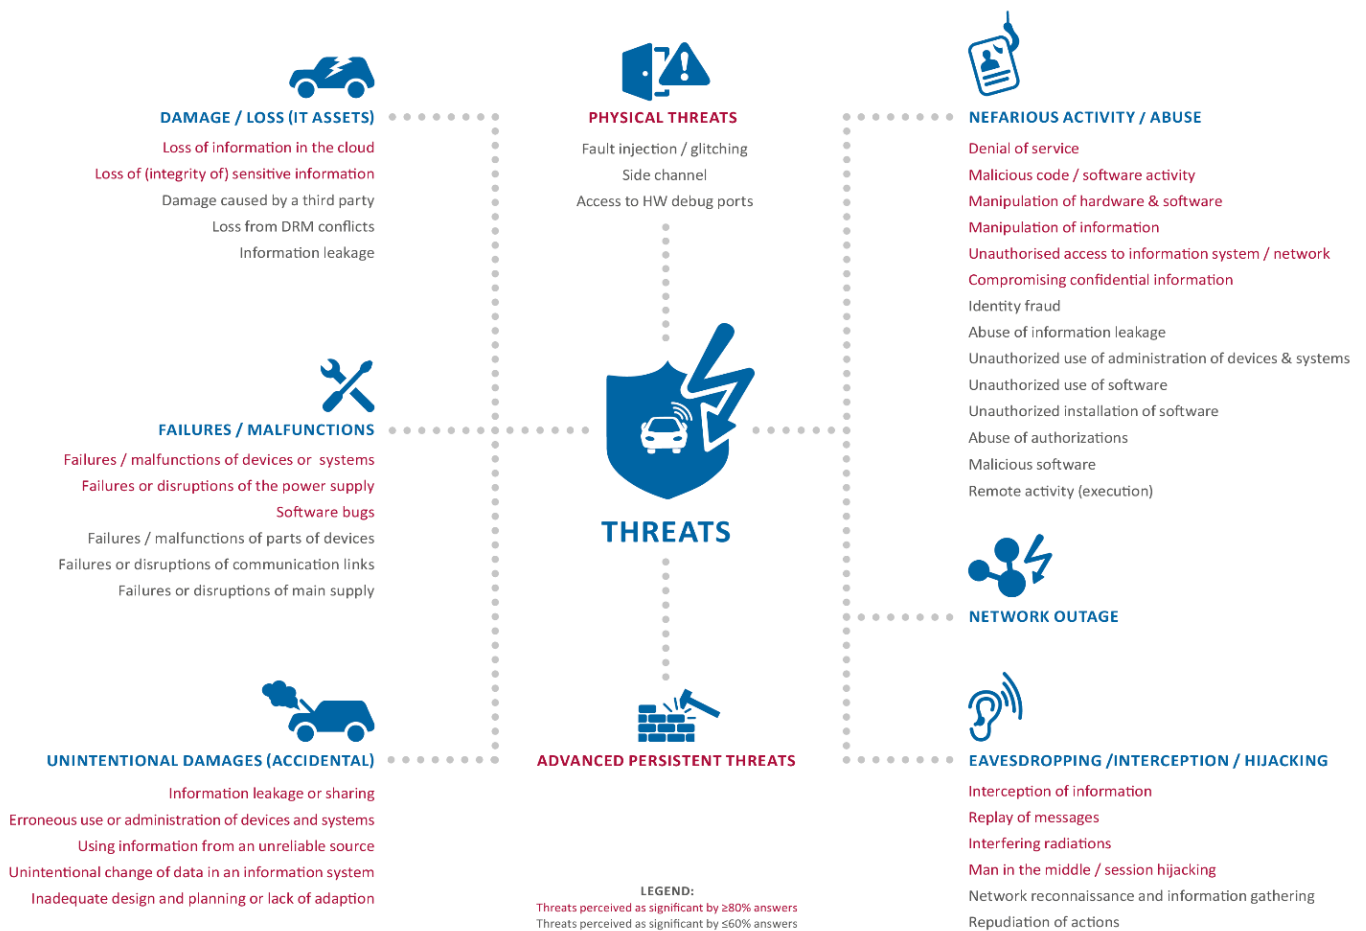 DAMAGE / LOSS (IT ASSETS)
Loss of information in the cloud
Loss of (integrity of) sensitive information
Damage caused by a third party
Loss from DRM conflicts
Information leakage
FAILURES / MALFUNCTIONS
Failures / malfunctions of devices or systems
Failures or disruptions of the power supply
Software bugs
Failures / malfunctions of parts of devices
Failures or disruptions of communication links
Failures or disruptions of main supply
UNINTENTIONAL DAMAGES (ACCIDENTAL)
Information leakage or sharing
Erroneous use or administration of devices and systems
Using information from an unreliable source
Unintentional change of data in an information system
Inadequate design and planning or lack of adaption
PHYSICAL THREATS
Fault injection / glitching
Side channel
Access to HW debug ports
THREATS
ADVANCED PERSISTENT THREATS
LEGEND:
Threats perceived as significant by ≥80% answers
Threats perceived as significant by ≤60% answers
NEFARIOUS ACTIVITY / ABUSE
Denial of service
Malicious code / software activity
Manipulation of hardware & software
Manipulation of information
Unauthorised access to information system / network
Compromising confidential information
Identity fraud
Abuse of information leakage
Unauthorized use of administration of devices & systems
Unauthorized use of software
Unauthorized installation of software
Abuse of authorizations
Malicious software
Remote activity (execution)
NETWORK OUTAGE
EAVESDROPPING /INTERCEPTION / HIJACKING
Interception of information
Replay of messages
Interfering radiations
Man in the middle / session hijacking
Network reconnaissance and information gathering
Repudiation of actions